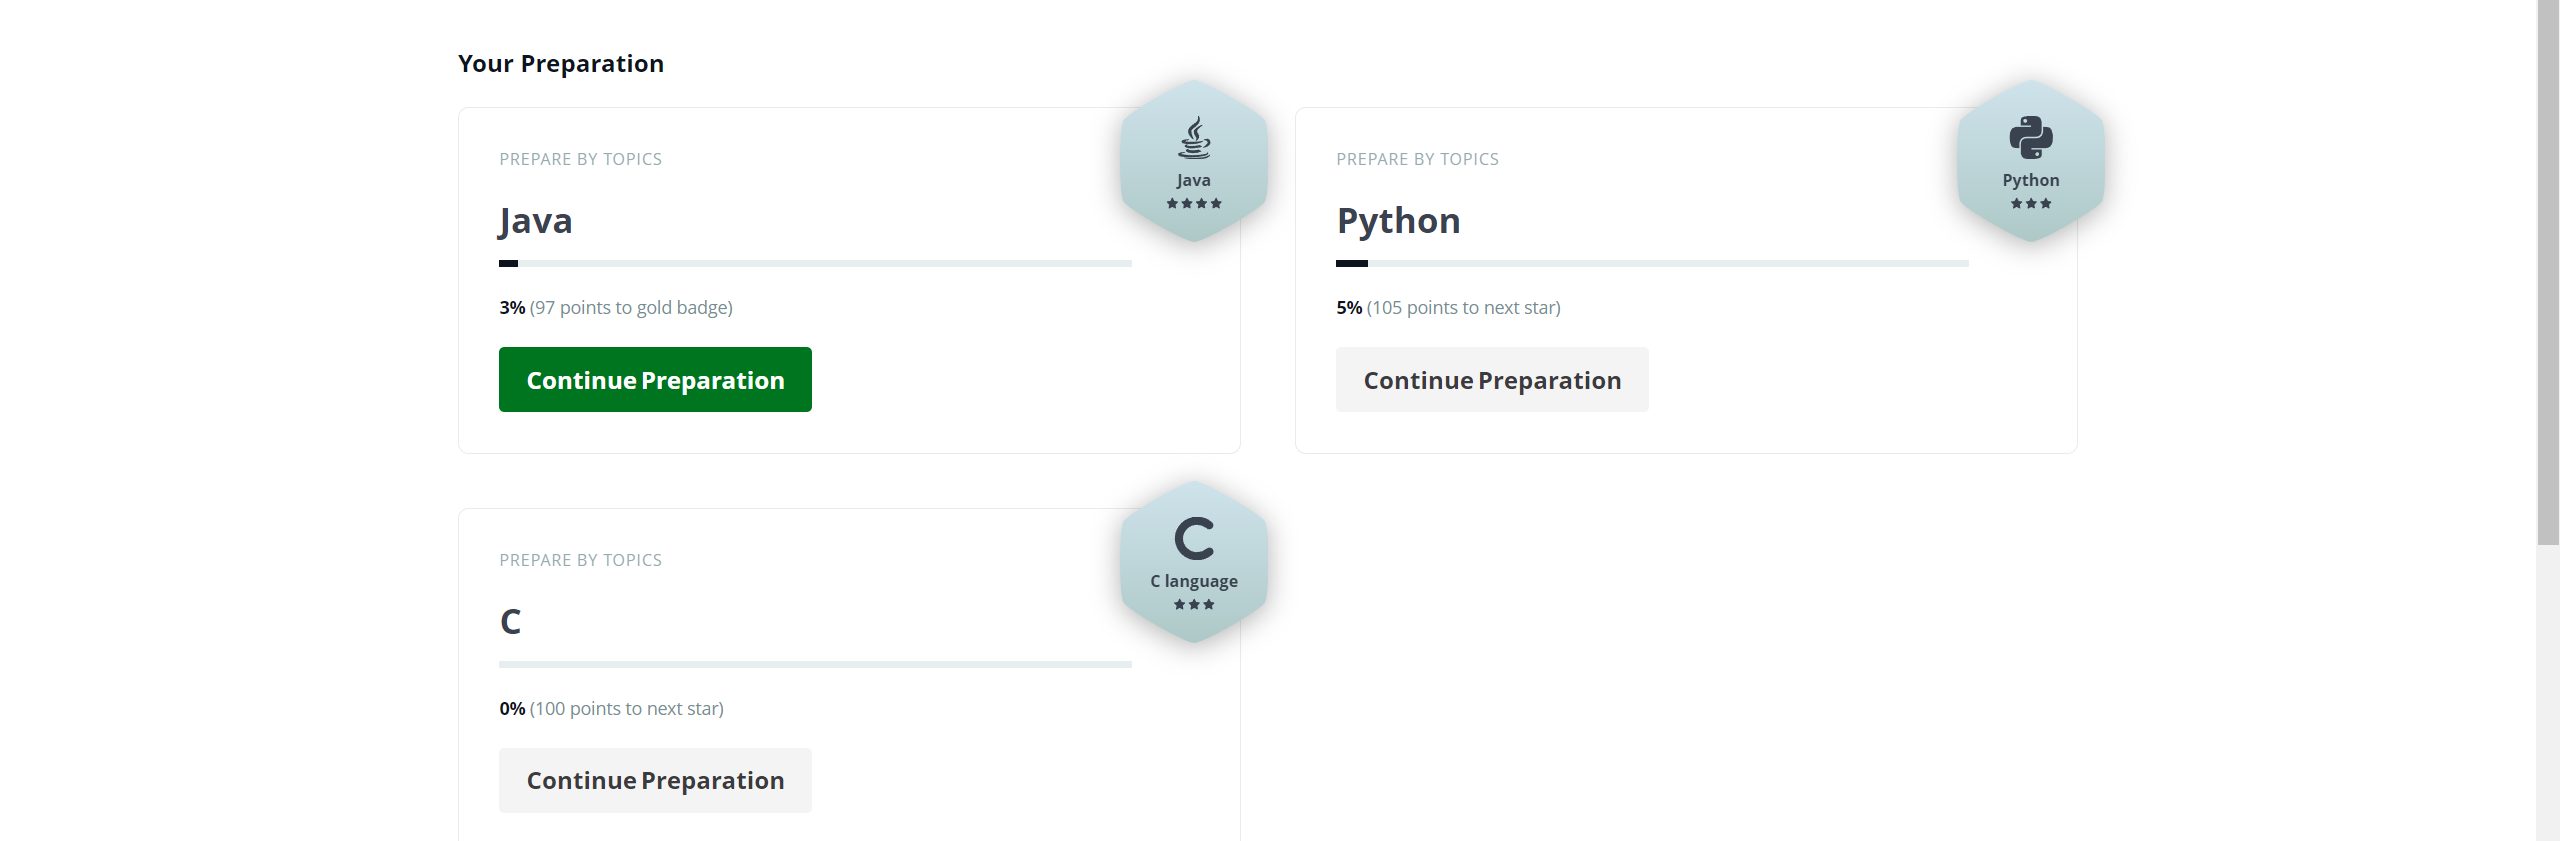 Your Preparation
PREPARE BY TOPICS
Java
3% (97 points to gold badge)
Continue Preparation
Java
PREPARE BY TOPICS
Python
5% (105 points to next star)
Continue Preparation
Python
PREPARE BY TOPICS
C
0% (100 points to next star)
Continue Preparation
C
C language